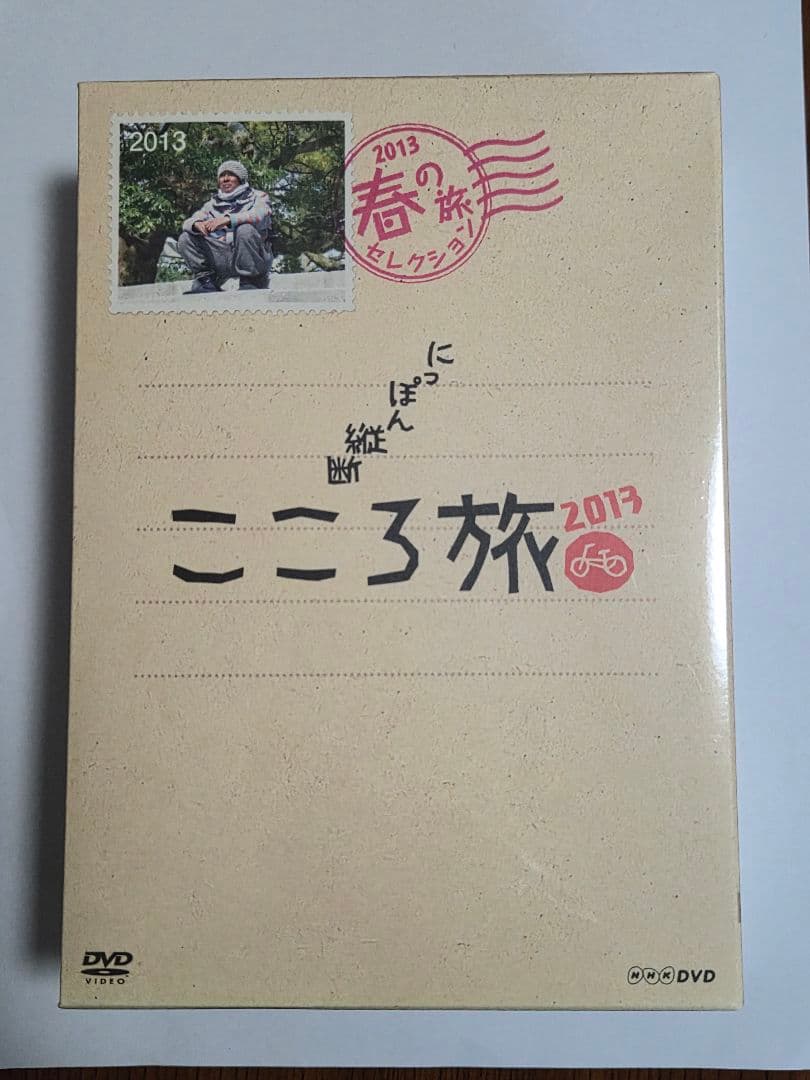 2013
2013
春の旅
セレクション
にっぽん縦断
こころ旅
2013
DVD
VIDEO
NHK DVD